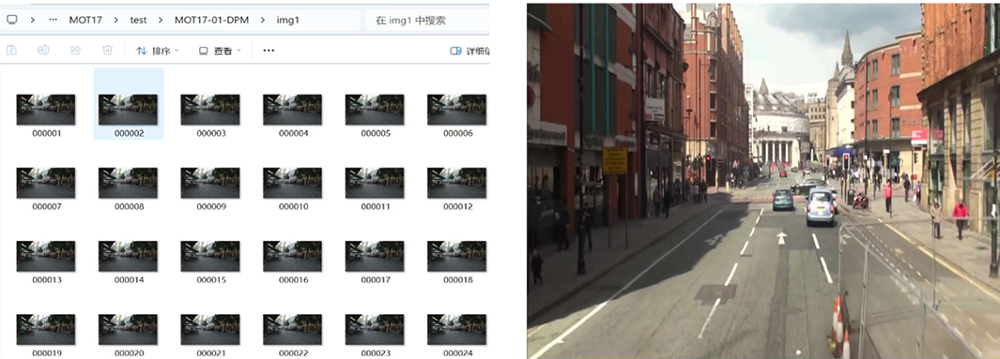 MOT17 > test > MOT17-01-DPM > img1
在 img1 中搜索
排序
查看
详细信
000001 000002 000003 000004 000005 000006
000007 000008 000009 000010 000011 000012
000013 000014 000015 000016 000017 000018
000019 000020 000021 000022 000023 000024